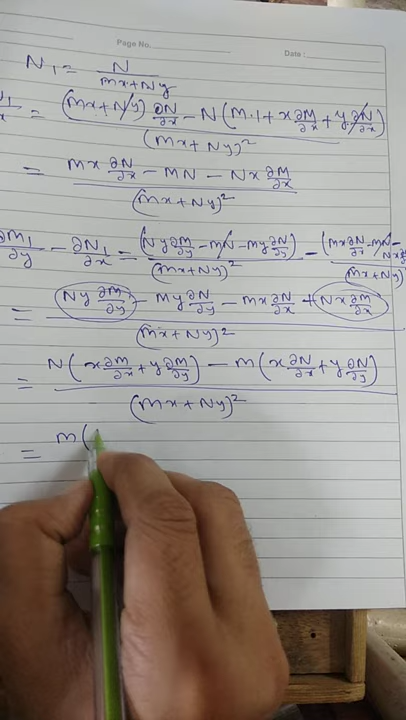 Page No. Date :
N₁ = N / (mx+Ny)
∂N₁/∂x = ((mx+Ny) ∂N/∂x − N(M·1 + x ∂M/∂x + y ∂N/∂x)) / (mx+Ny)²
= (Mx ∂N/∂x − MN − Nx ∂M/∂x) / (mx+Ny)²
∂M₁/∂y − ∂N₁/∂x = (Ny ∂M/∂y − MN − My ∂N/∂y) / (mx+Ny)² − (Mx ∂N/∂x − MN − Nx ∂M/∂x) / (mx+Ny)
= (Ny ∂M/∂y − My ∂N/∂y − Mx ∂N/∂x + Nx ∂M/∂x) / (mx+Ny)²
= (N(x ∂M/∂x + y ∂M/∂y) − M(x ∂N/∂x + y ∂N/∂y)) / (Mx+Ny)²
= M(